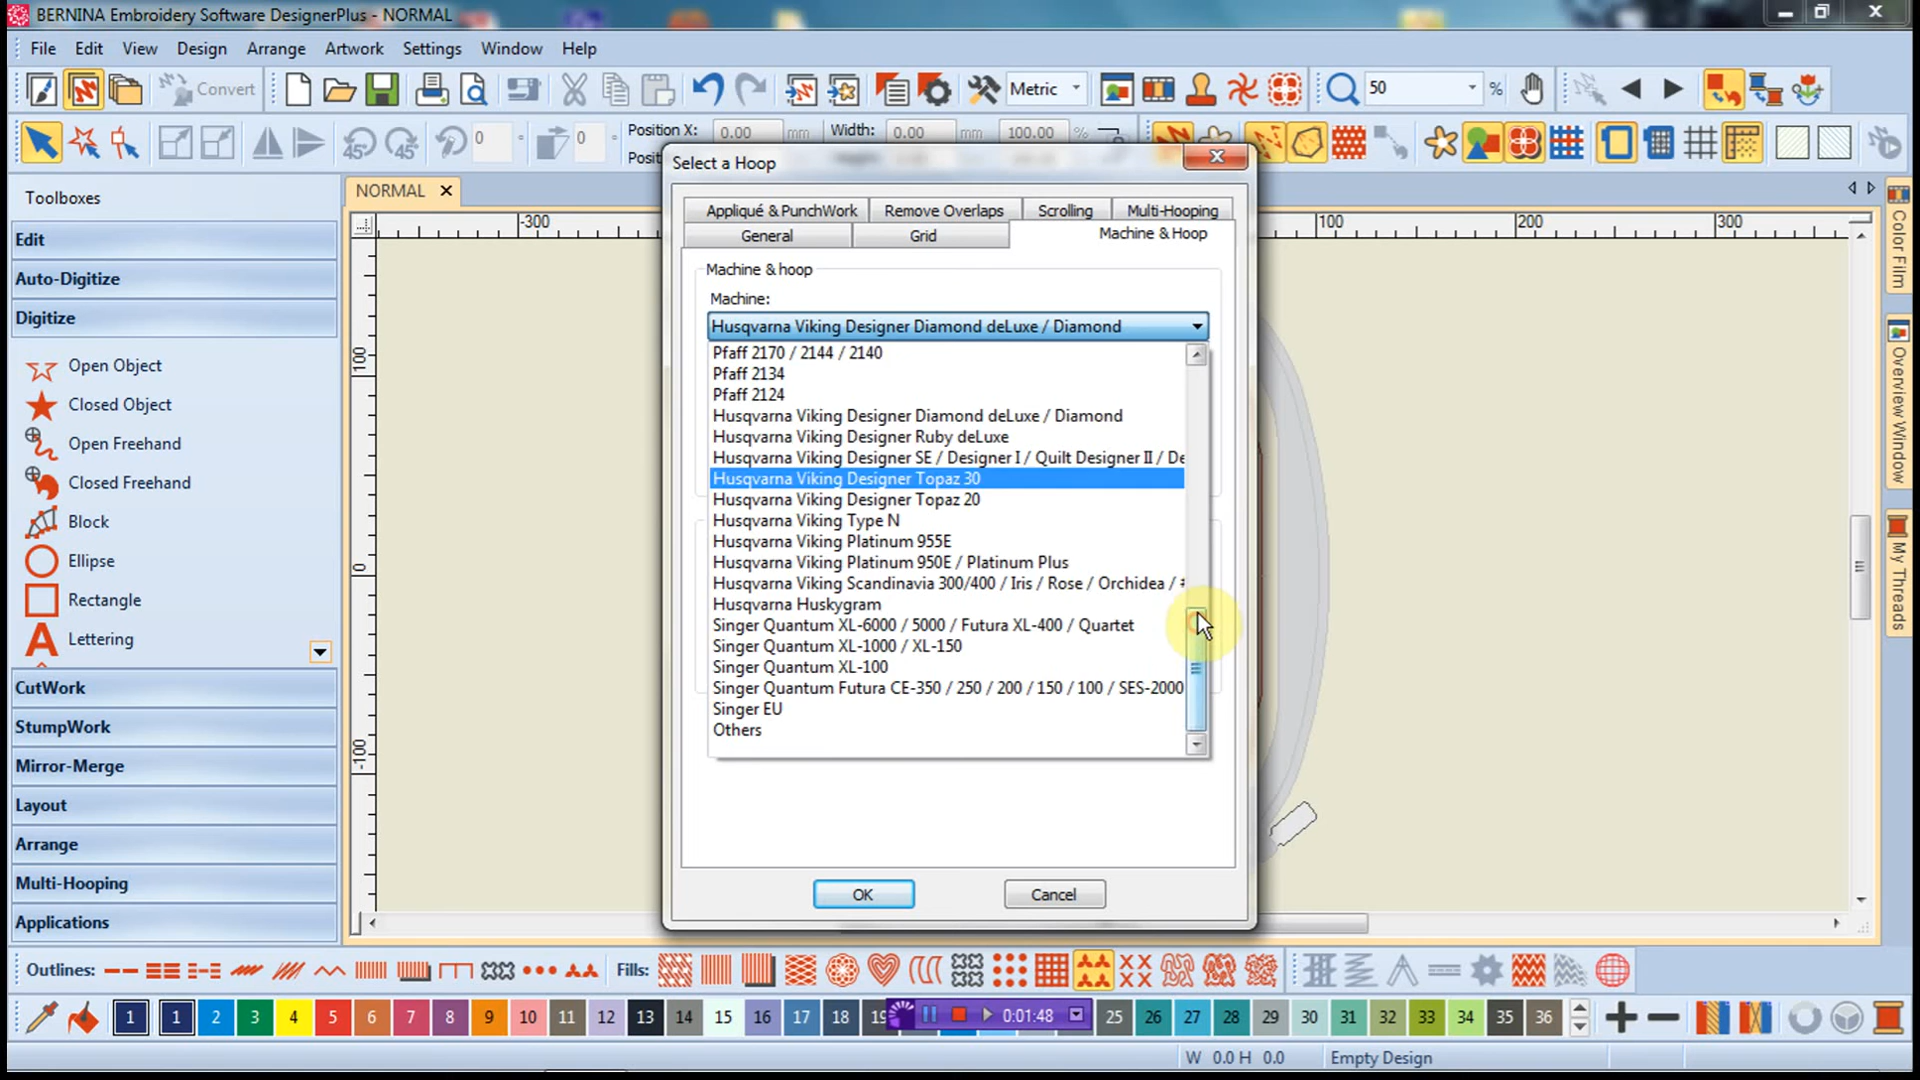 BERNINA Embroidery Software DesignerPlus - NORMAL
File Edit View Design Arrange Artwork Settings Window Help
Convert Metric 50 %
45° 45° 0 ° 0 ° Position X: 0.00 mm Width: 0.00 mm 100.00 %
Select a Hoop
Toolboxes
NORMAL
Appliqué & PunchWork Remove Overlaps Scrolling Multi-Hooping
General Grid Machine & Hoop
-300 100 200 300
Edit
Auto-Digitize
Digitize
Open Object
Closed Object
Open Freehand
Closed Freehand
Block
Ellipse
Rectangle
Lettering
CutWork
StumpWork
Mirror-Merge
Layout
Arrange
Multi-Hooping
Applications
100
0
-100
Machine & hoop
Machine:
Husqvarna Viking Designer Diamond deLuxe / Diamond
Pfaff 2170 / 2144 / 2140
Pfaff 2134
Pfaff 2124
Husqvarna Viking Designer Diamond deLuxe / Diamond
Husqvarna Viking Designer Ruby deLuxe
Husqvarna Viking Designer SE / Designer I / Quilt Designer II / De
Husqvarna Viking Designer Topaz 30
Husqvarna Viking Designer Topaz 20
Husqvarna Viking Type N
Husqvarna Viking Platinum 955E
Husqvarna Viking Platinum 950E / Platinum Plus
Husqvarna Viking Scandinavia 300/400 / Iris / Rose / Orchidea /
Husqvarna Huskygram
Singer Quantum XL-6000 / 5000 / Futura XL-400 / Quartet
Singer Quantum XL-1000 / XL-150
Singer Quantum XL-100
Singer Quantum Futura CE-350 / 250 / 200 / 150 / 100 / SES-2000
Singer EU
Others
OK Cancel
Color Film
Overview Window
My Threads
Outlines: Fills:
1 1 2 3 4 5 6 7 8 9 10 11 12 13 14 15 16 17 18 0:01:48 25 26 27 28 29 30 31 32 33 34 35 36
W 0.0 H 0.0 Empty Design